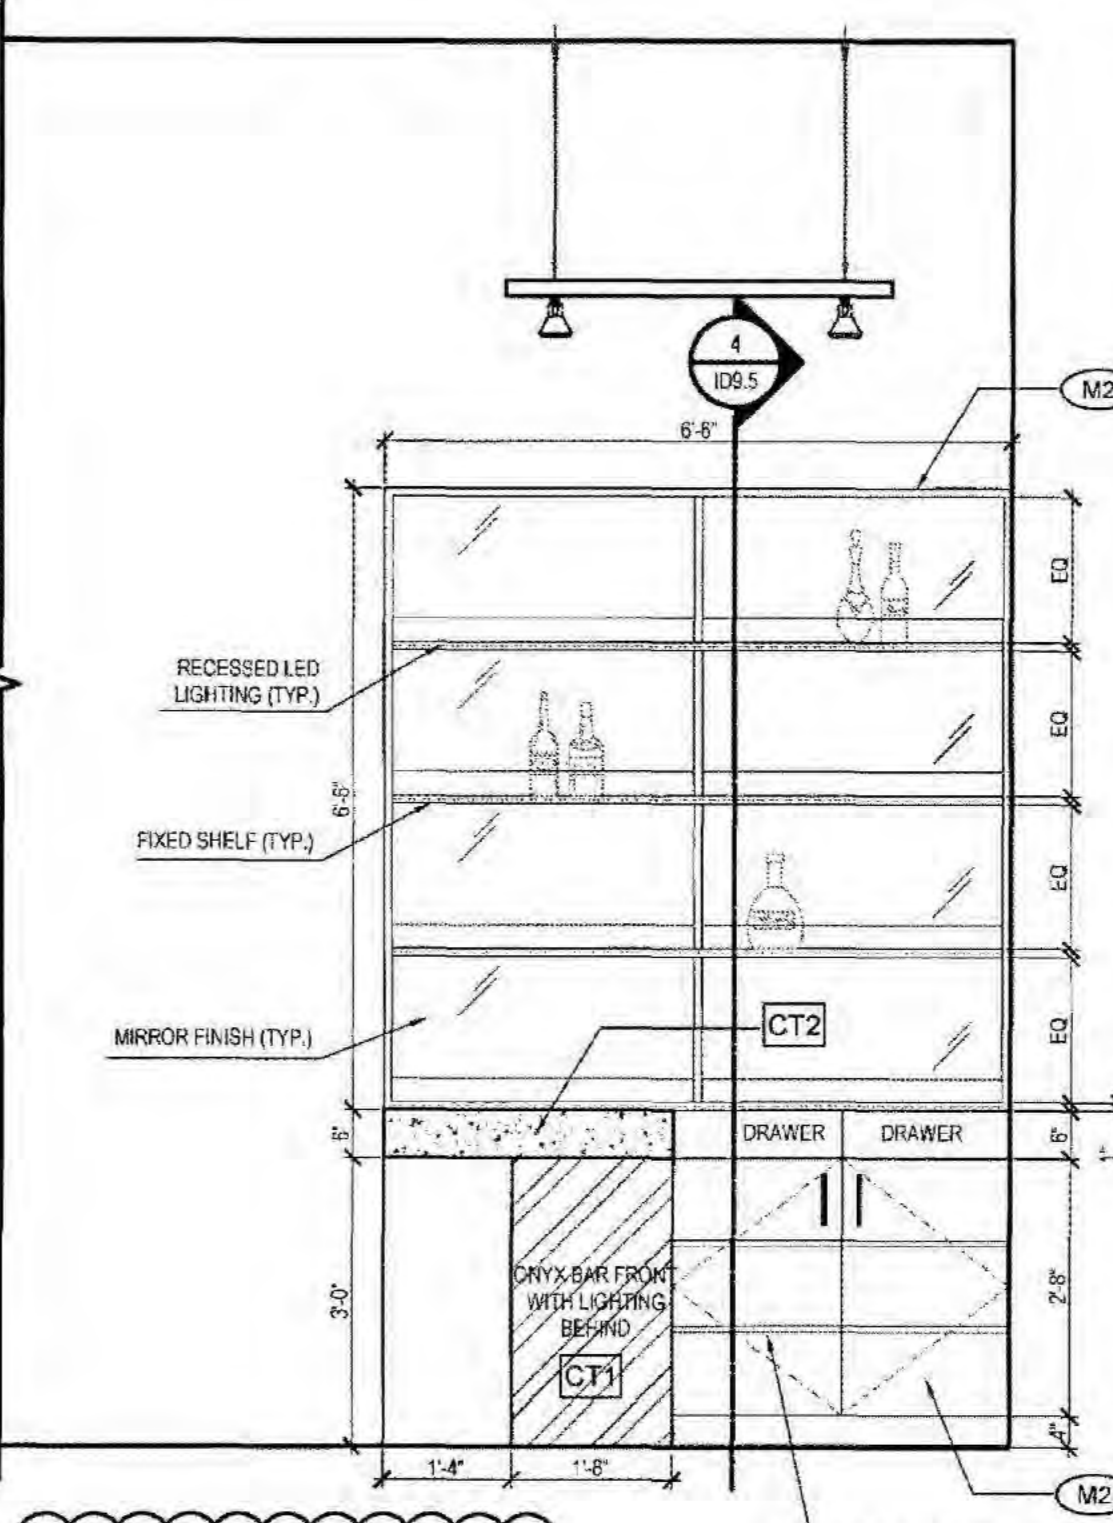 4
ID9.5
M2
6'-6"
EQ
RECESSED LED
LIGHTING (TYP.)
EQ
6'-6"
FIXED SHELF (TYP.)
EQ
CT2
MIRROR FINISH (TYP.)
EQ
6"
DRAWER
DRAWER
6"
ONYX BAR FRONT
WITH LIGHTING
BEHIND
3'-0"
2'-8"
CT1
4"
1'-4"
1'-8"
M2